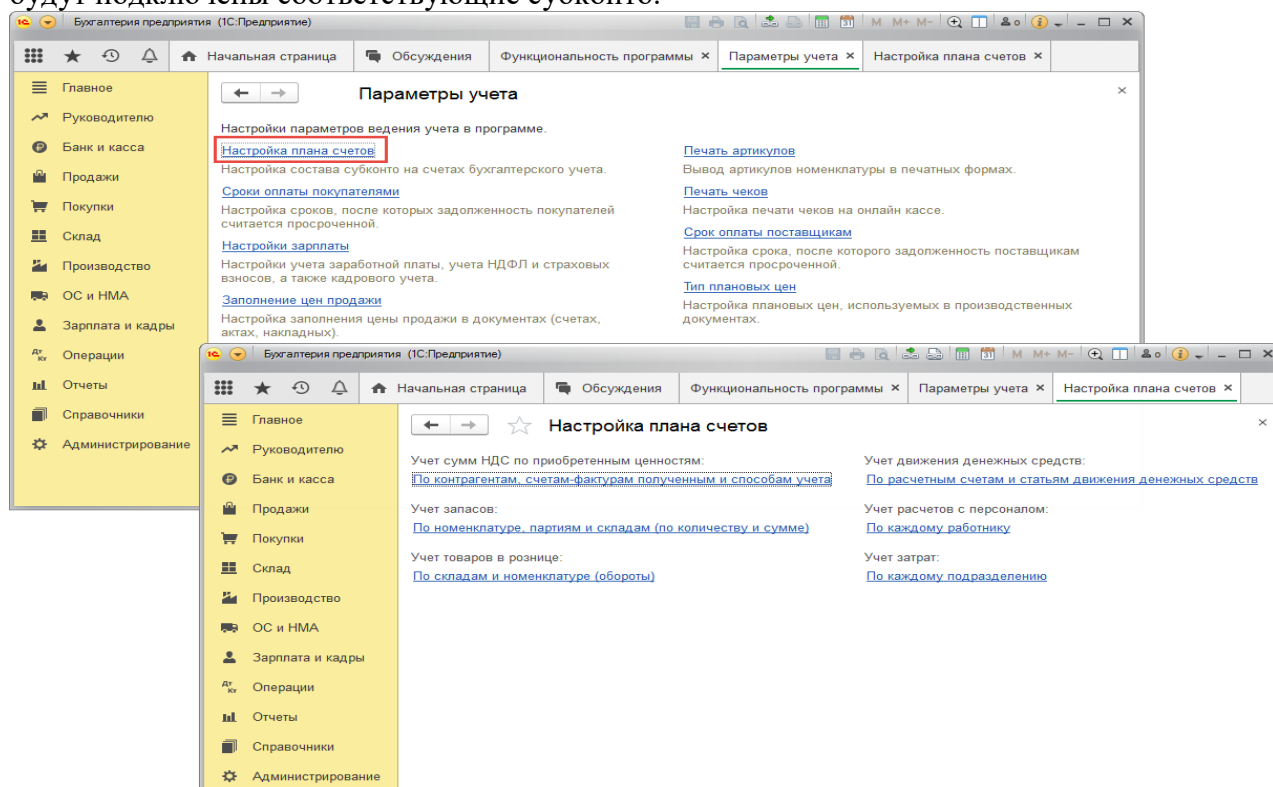 будут подключены соответствующие субконто.
Бухгалтерия предприятия (1С:Предприятие)
M M+ M-
Начальная страница
Обсуждения
Функциональность программы ×
Параметры учета ×
Настройка плана счетов ×
Главное
Руководителю
Банк и касса
Продажи
Покупки
Склад
Производство
ОС и НМА
Зарплата и кадры
Операции
Отчеты
Справочники
Администрирование
Параметры учета
Настройки параметров ведения учета в программе.
Настройка плана счетов
Настройка состава субконто на счетах бухгалтерского учета.
Сроки оплаты покупателями
Настройка сроков, после которых задолженность покупателей
считается просроченной.
Настройки зарплаты
Настройки учета заработной платы, учета НДФЛ и страховых
взносов, а также кадрового учета.
Заполнение цен продажи
Настройка заполнения цены продажи в документах (счетах,
актах, накладных).
Печать артикулов
Вывод артикулов номенклатуры в печатных формах.
Печать чеков
Настройка печати чеков на онлайн кассе.
Срок оплаты поставщикам
Настройка срока, после которого задолженность поставщикам
считается просроченной.
Тип плановых цен
Настройка плановых цен, используемых в производственных
документах.
Бухгалтерия предприятия (1С:Предприятие)
M M+ M-
Начальная страница
Обсуждения
Функциональность программы ×
Параметры учета ×
Настройка плана счетов ×
Главное
Руководителю
Банк и касса
Продажи
Покупки
Склад
Производство
ОС и НМА
Зарплата и кадры
Операции
Отчеты
Справочники
Администрирование
Настройка плана счетов
Учет сумм НДС по приобретенным ценностям:
По контрагентам, счетам-фактурам полученным и способам учета
Учет запасов:
По номенклатуре, партиям и складам (по количеству и сумме)
Учет товаров в рознице:
По складам и номенклатуре (обороты)
Учет движения денежных средств:
По расчетным счетам и статьям движения денежных средств
Учет расчетов с персоналом:
По каждому работнику
Учет затрат:
По каждому подразделению